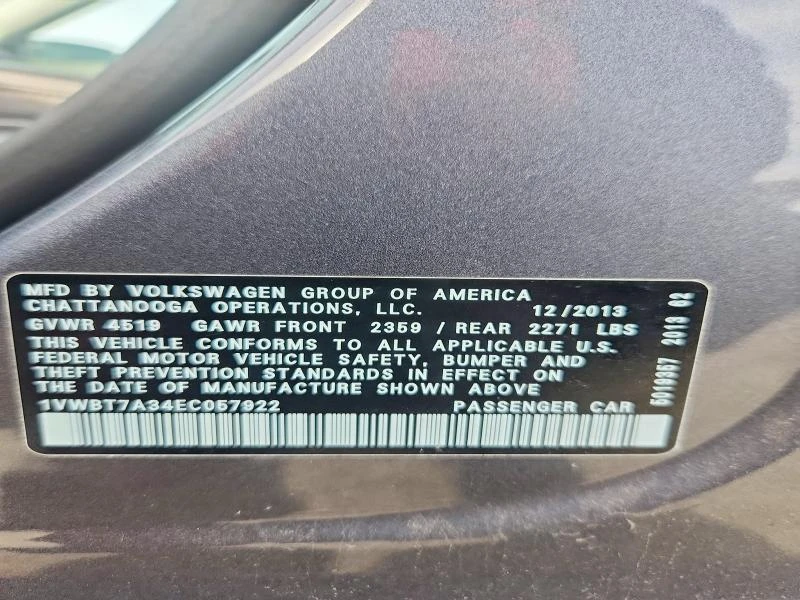 MFD BY VOLKSWAGEN GROUP OF AMERICA
CHATTANOOGA OPERATIONS, LLC. 12/2013
GVWR 4519 GAWR FRONT 2359 / REAR 2271 LBS
THIS VEHICLE CONFORMS TO ALL APPLICABLE U.S.
FEDERAL MOTOR VEHICLE SAFETY, BUMPER AND
THEFT PREVENTION STANDARDS IN EFFECT ON
THE DATE OF MANUFACTURE SHOWN ABOVE
1VWBT7A34EC057922 PASSENGER CAR
5019357 2013 62